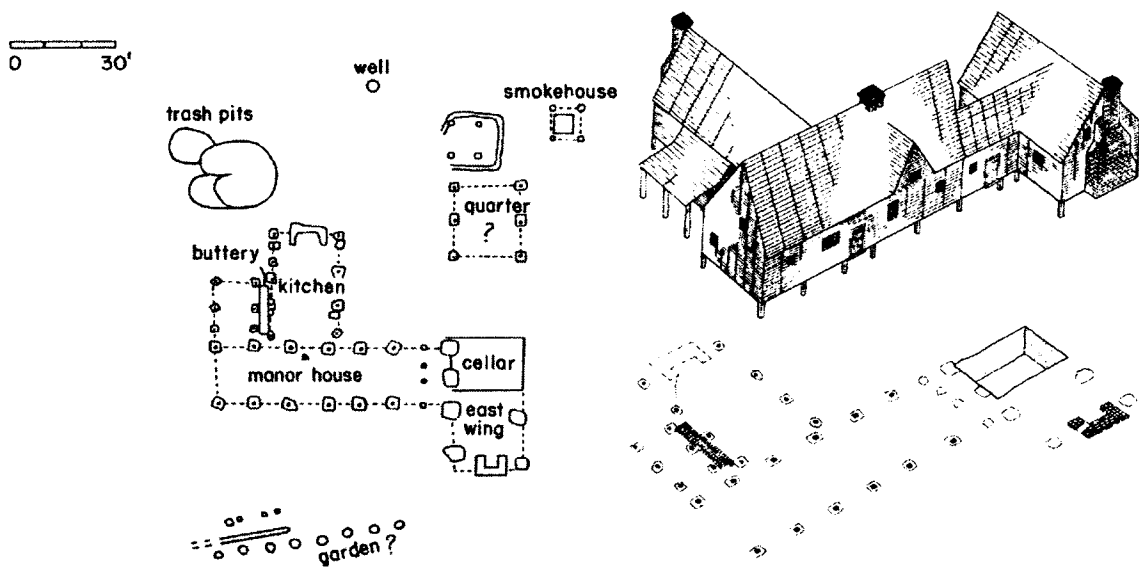 0 30'
well
smokehouse
trash pits
quarter
?
buttery
kitchen
manor house
cellar
east
wing
garden?